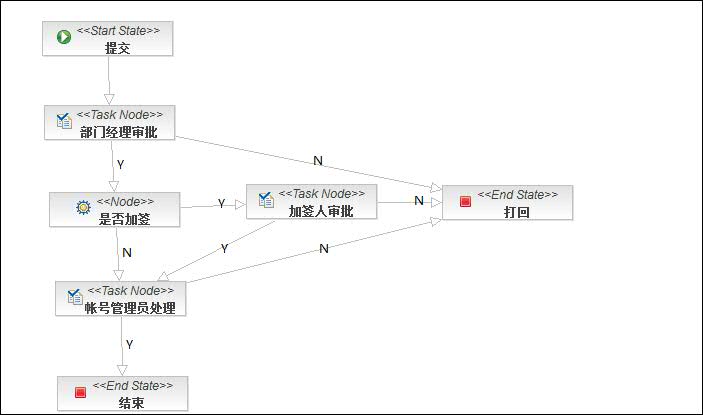 <<Start State>>
提交
<<Task Node>>
部门经理审批
Y
N
<<Node>>
是否加签
Y
<<Task Node>>
加签人审批
N
<<End State>>
打回
N
Y
N
<<Task Node>>
帐号管理员处理
Y
<<End State>>
结束